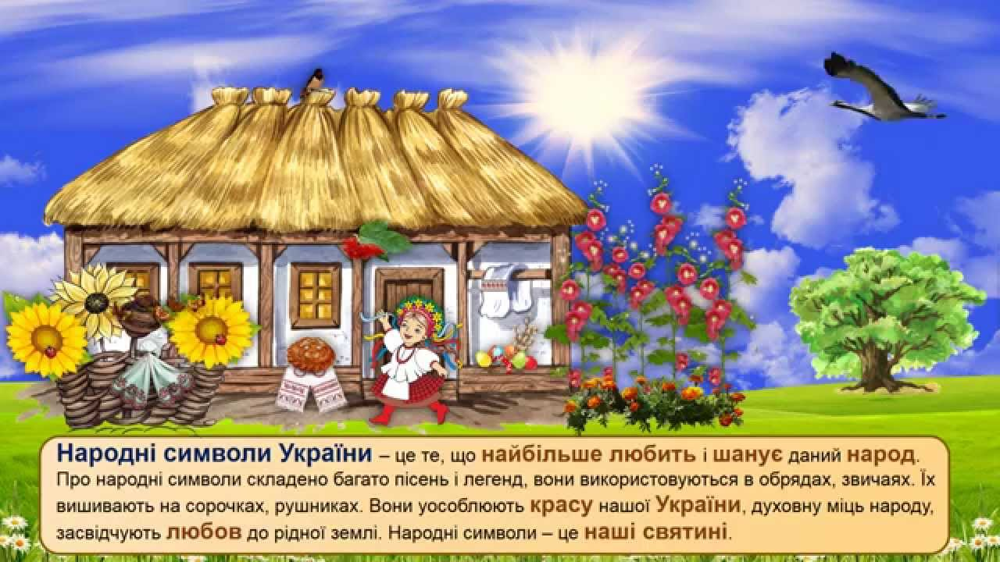 Народні символи України – це те, що найбільше любить і шанує даний народ.
Про народні символи складено багато пісень і легенд, вони використовуються в обрядах, звичаях. Їх
вишивають на сорочках, рушниках. Вони уособлюють красу нашої України, духовну міць народу,
засвідчують любов до рідної землі. Народні символи – це наші святині.